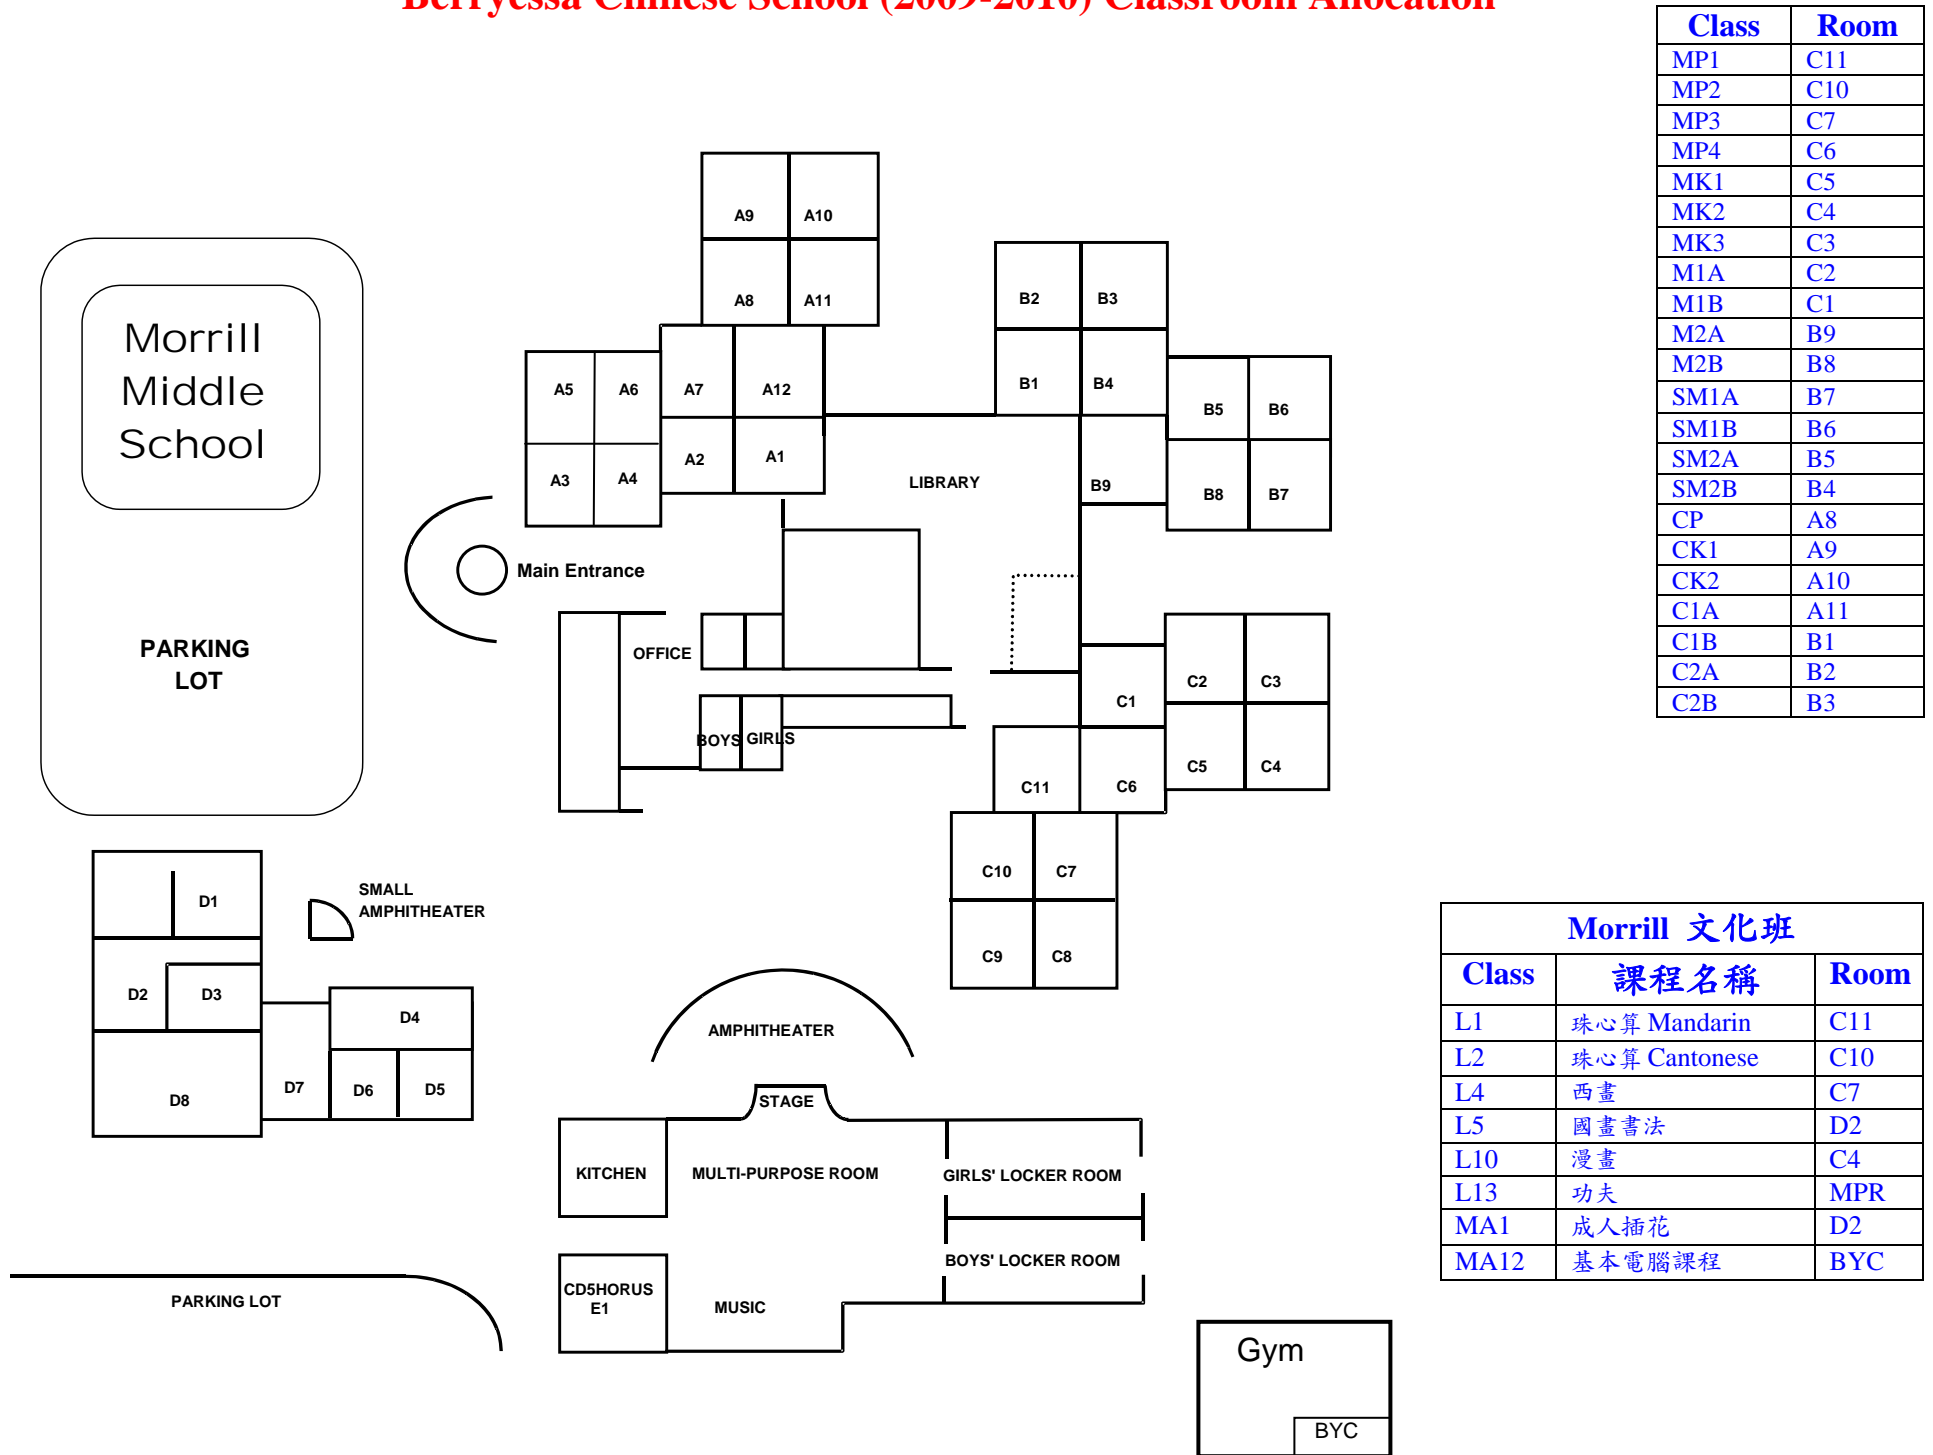 Berryessa Chinese School (2009-2010) Classroom Allocation
Class Room
MP1 C11
MP2 C10
MP3 C7
MP4 C6
MK1 C5
MK2 C4
MK3 C3
M1A C2
M1B C1
M2A B9
M2B B8
SM1A B7
SM1B B6
SM2A B5
SM2B B4
CP A8
CK1 A9
CK2 A10
C1A A11
C1B B1
C2A B2
C2B B3
Morrill
Middle
School
PARKING
LOT
A9 A10
A8 A11
A5 A6 A7 A12
A3 A4 A2 A1
B2 B3
B1 B4
B5 B6
B9 B8 B7
LIBRARY
Main Entrance
OFFICE
BOYS GIRLS
C2 C3
C1
C5 C4
C11 C6
C10 C7
C9 C8
D1
SMALL
AMPHITHEATER
D2 D3
D4
D8 D7 D6 D5
AMPHITHEATER
STAGE
KITCHEN MULTI-PURPOSE ROOM GIRLS' LOCKER ROOM
BOYS' LOCKER ROOM
CD5HORUS
E1
MUSIC
PARKING LOT
Gym
BYC
Morrill 文化班
Class 課程名稱 Room
L1 珠心算 Mandarin C11
L2 珠心算 Cantonese C10
L4 西畫 C7
L5 國畫書法 D2
L10 漫畫 C4
L13 功夫 MPR
MA1 成人插花 D2
MA12 基本電腦課程 BYC